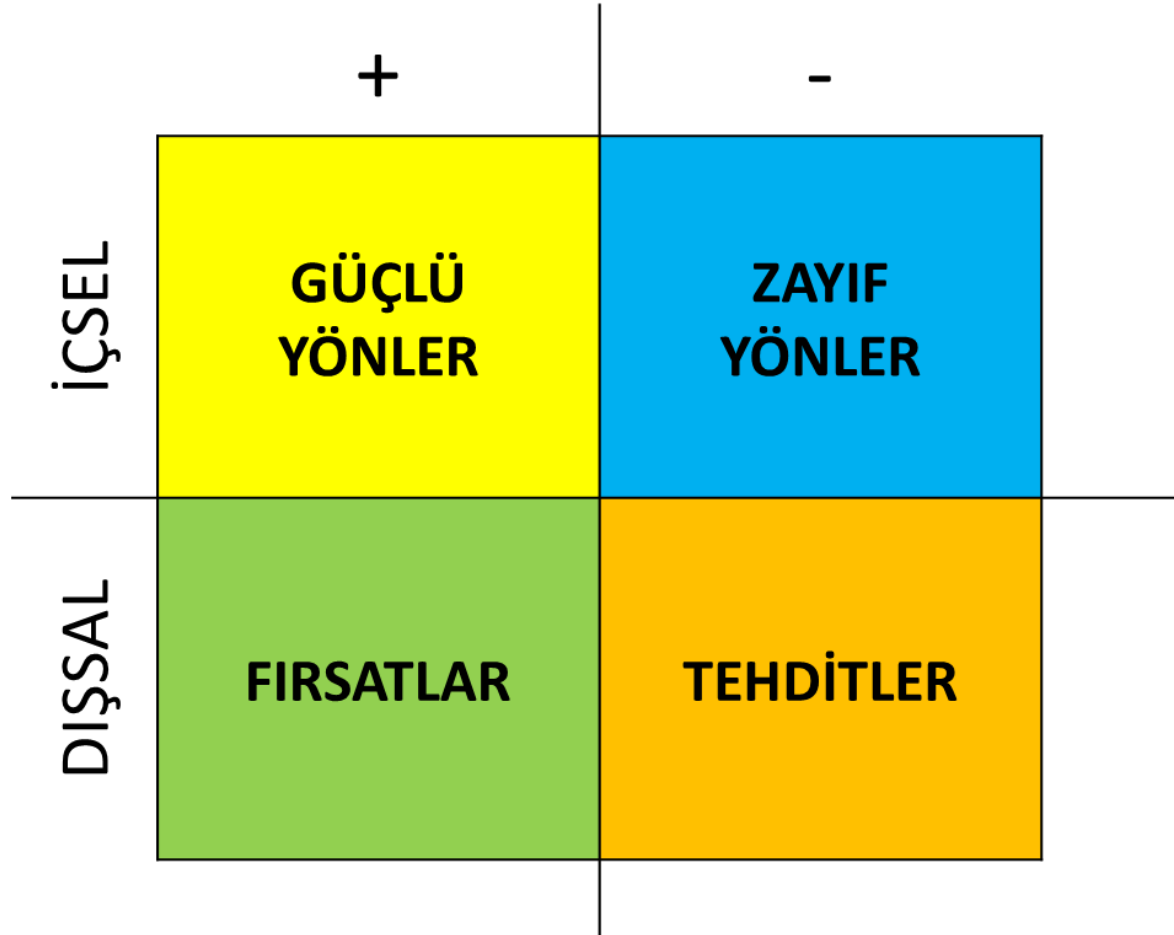 +
-
İÇSEL
GÜÇLÜ
YÖNLER
ZAYIF
YÖNLER
DIŞSAL
FIRSATLAR
TEHDİTLER